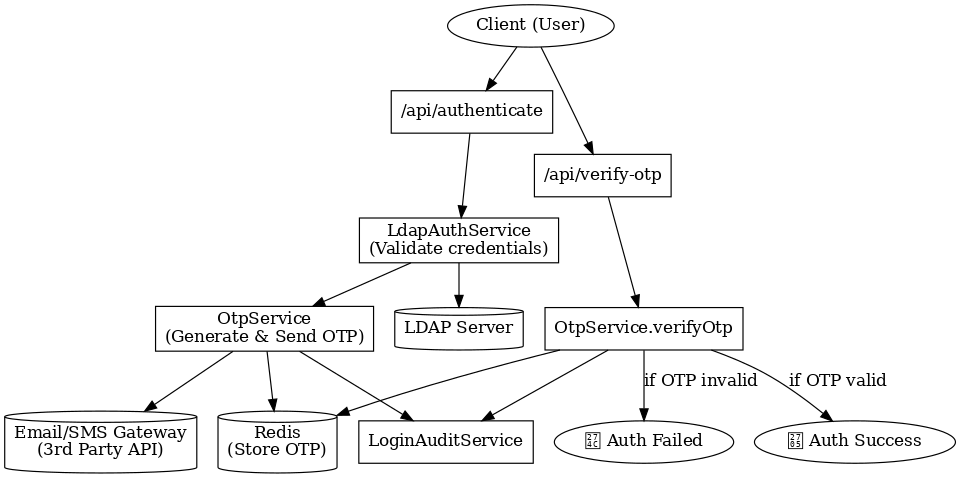 Client (User)
/api/authenticate
/api/verify-otp
LdapAuthService
(Validate credentials)
OtpService
(Generate & Send OTP)
LDAP Server
OtpService.verifyOtp
if OTP invalid
if OTP valid
Email/SMS Gateway
(3rd Party API)
Redis
(Store OTP)
LoginAuditService
274C Auth Failed
2705 Auth Success